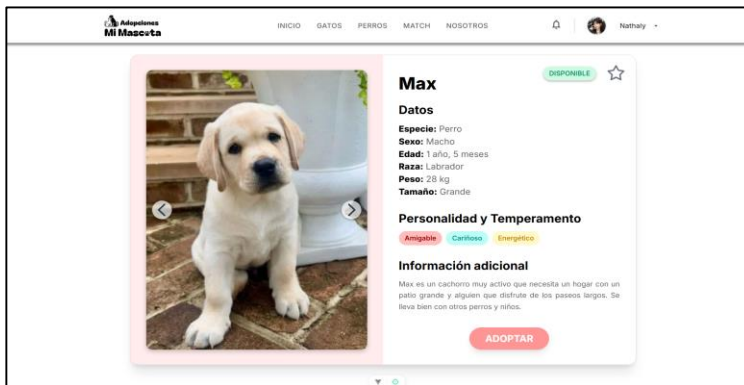 Adopciones
Mi Mascota
INICIO GATOS PERROS MATCH NOSOTROS
Nathaly
DISPONIBLE
Max
Datos
Especie: Perro
Sexo: Macho
Edad: 1 año, 5 meses
Raza: Labrador
Peso: 28 kg
Tamaño: Grande
Personalidad y Temperamento
Amigable Cariñoso Energético
Información adicional
Max es un cachorro muy activo que necesita un hogar con un
patio grande y alguien que disfrute de los paseos largos. Se
lleva bien con otros perros y niños.
ADOPTAR